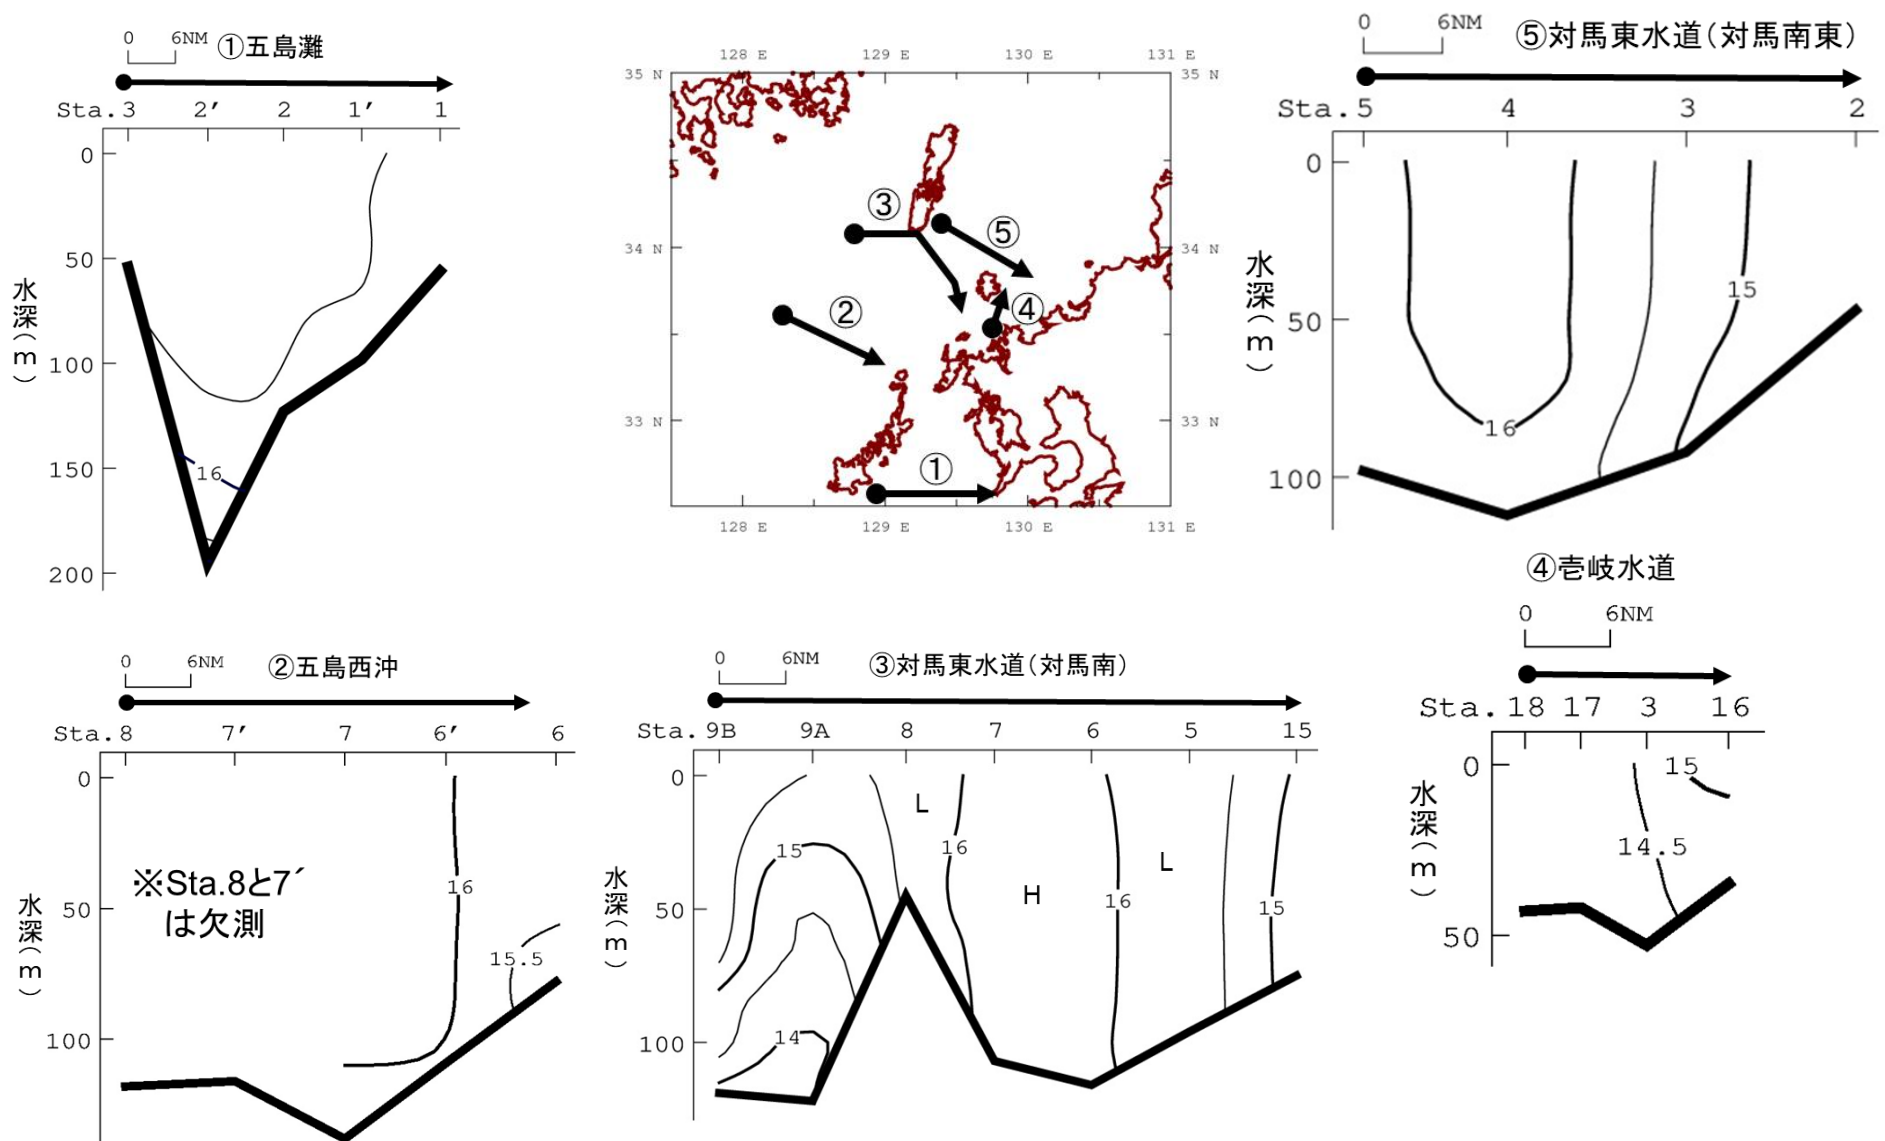 0 6NM ①五島灘
Sta.3 2′ 2 1′ 1
0
50
100
150
200
水深(m)
16
128 E 129 E 130 E 131 E
35 N 35 N
34 N 34 N
33 N 33 N
128 E 129 E 130 E 131 E
③
⑤
②
④
①
0 6NM ⑤対馬東水道(対馬南東)
Sta.5 4 3 2
0
50
100
水深(m)
15
16
④壱岐水道
0 6NM
Sta.18 17 3 16
0
50
水深(m)
15
14.5
0 6NM ②五島西沖
Sta.8 7′ 7 6′ 6
0
50
100
水深(m)
※Sta.8と7´
は欠測
16
15.5
0 6NM ③対馬東水道(対馬南)
Sta.9B 9A 8 7 6 5 15
0
50
100
水深(m)
L
15
16
L
H
16
15
14